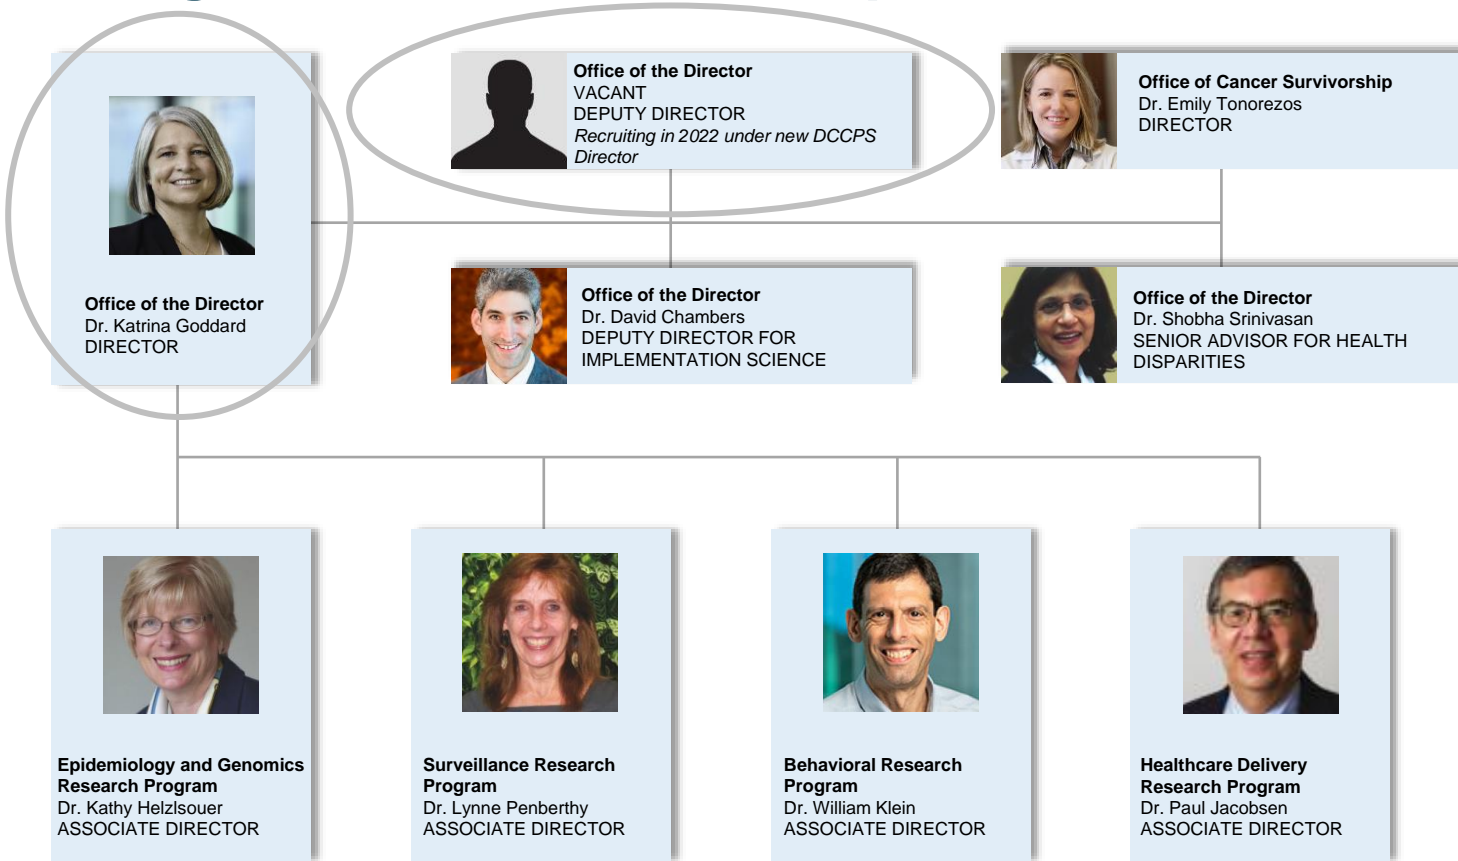 Office of the Director
Dr. Katrina Goddard
DIRECTOR
Office of the Director
VACANT
DEPUTY DIRECTOR
Recruiting in 2022 under new DCCPS
Director
Office of Cancer Survivorship
Dr. Emily Tonorezos
DIRECTOR
Office of the Director
Dr. David Chambers
DEPUTY DIRECTOR FOR
IMPLEMENTATION SCIENCE
Office of the Director
Dr. Shobha Srinivasan
SENIOR ADVISOR FOR HEALTH
DISPARITIES
Epidemiology and Genomics
Research Program
Dr. Kathy Helzlsouer
ASSOCIATE DIRECTOR
Surveillance Research
Program
Dr. Lynne Penberthy
ASSOCIATE DIRECTOR
Behavioral Research
Program
Dr. William Klein
ASSOCIATE DIRECTOR
Healthcare Delivery
Research Program
Dr. Paul Jacobsen
ASSOCIATE DIRECTOR